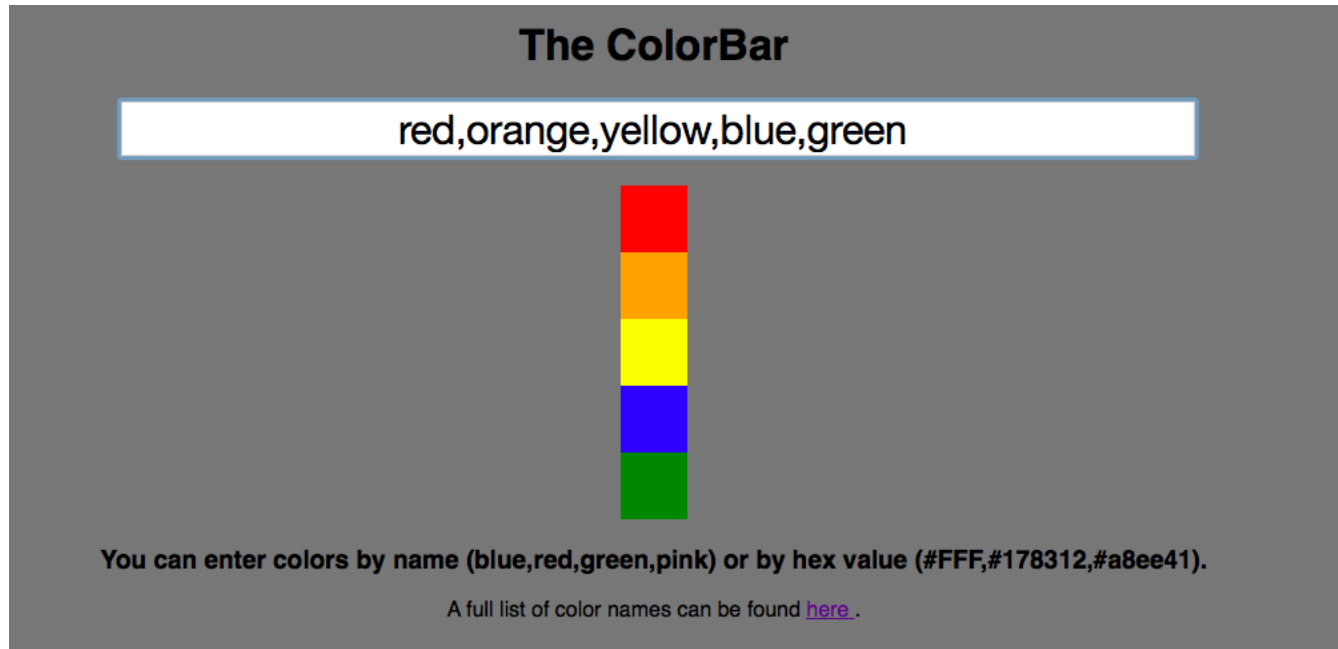 The ColorBar
red,orange,yellow,blue,green
You can enter colors by name (blue,red,green,pink) or by hex value (#FFF,#178312,#a8ee41).
A full list of color names can be found here .